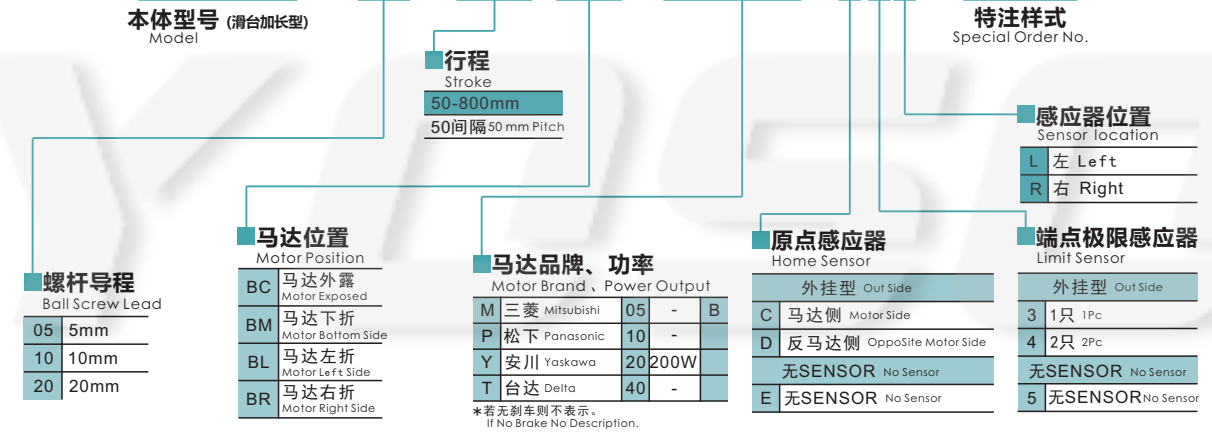 本体型号 (滑台加长型)
Model
特注样式
Special Order No.
行程
Stroke
50-800mm
50间隔 50 mm Pitch
感应器位置
Sensor location
L 左 Left
R 右 Right
马达位置
Motor Position
BC 马达外露
Motor Exposed
BM 马达下折
Motor Bottom Side
BL 马达左折
Motor Left Side
BR 马达右折
Motor Right Side
原点感应器
Home Sensor
外挂型 Out Side
C 马达侧 Motor Side
D 反马达侧 OppoSite Motor Side
无SENSOR No Sensor
E 无SENSOR No Sensor
端点极限感应器
Limit Sensor
外挂型 Out Side
3 1只 1Pc
4 2只 2Pc
无SENSOR No Sensor
5 无SENSOR No Sensor
螺杆导程
Ball Screw Lead
05 5mm
10 10mm
20 20mm
马达品牌、功率
Motor Brand 、Power Output
M 三菱 Mitsubishi 05 - B
P 松下 Panasonic 10 -
Y 安川 Yaskawa 20 200W
T 台达 Delta 40 -
*若无刹车则不表示。
If No Brake No Description.